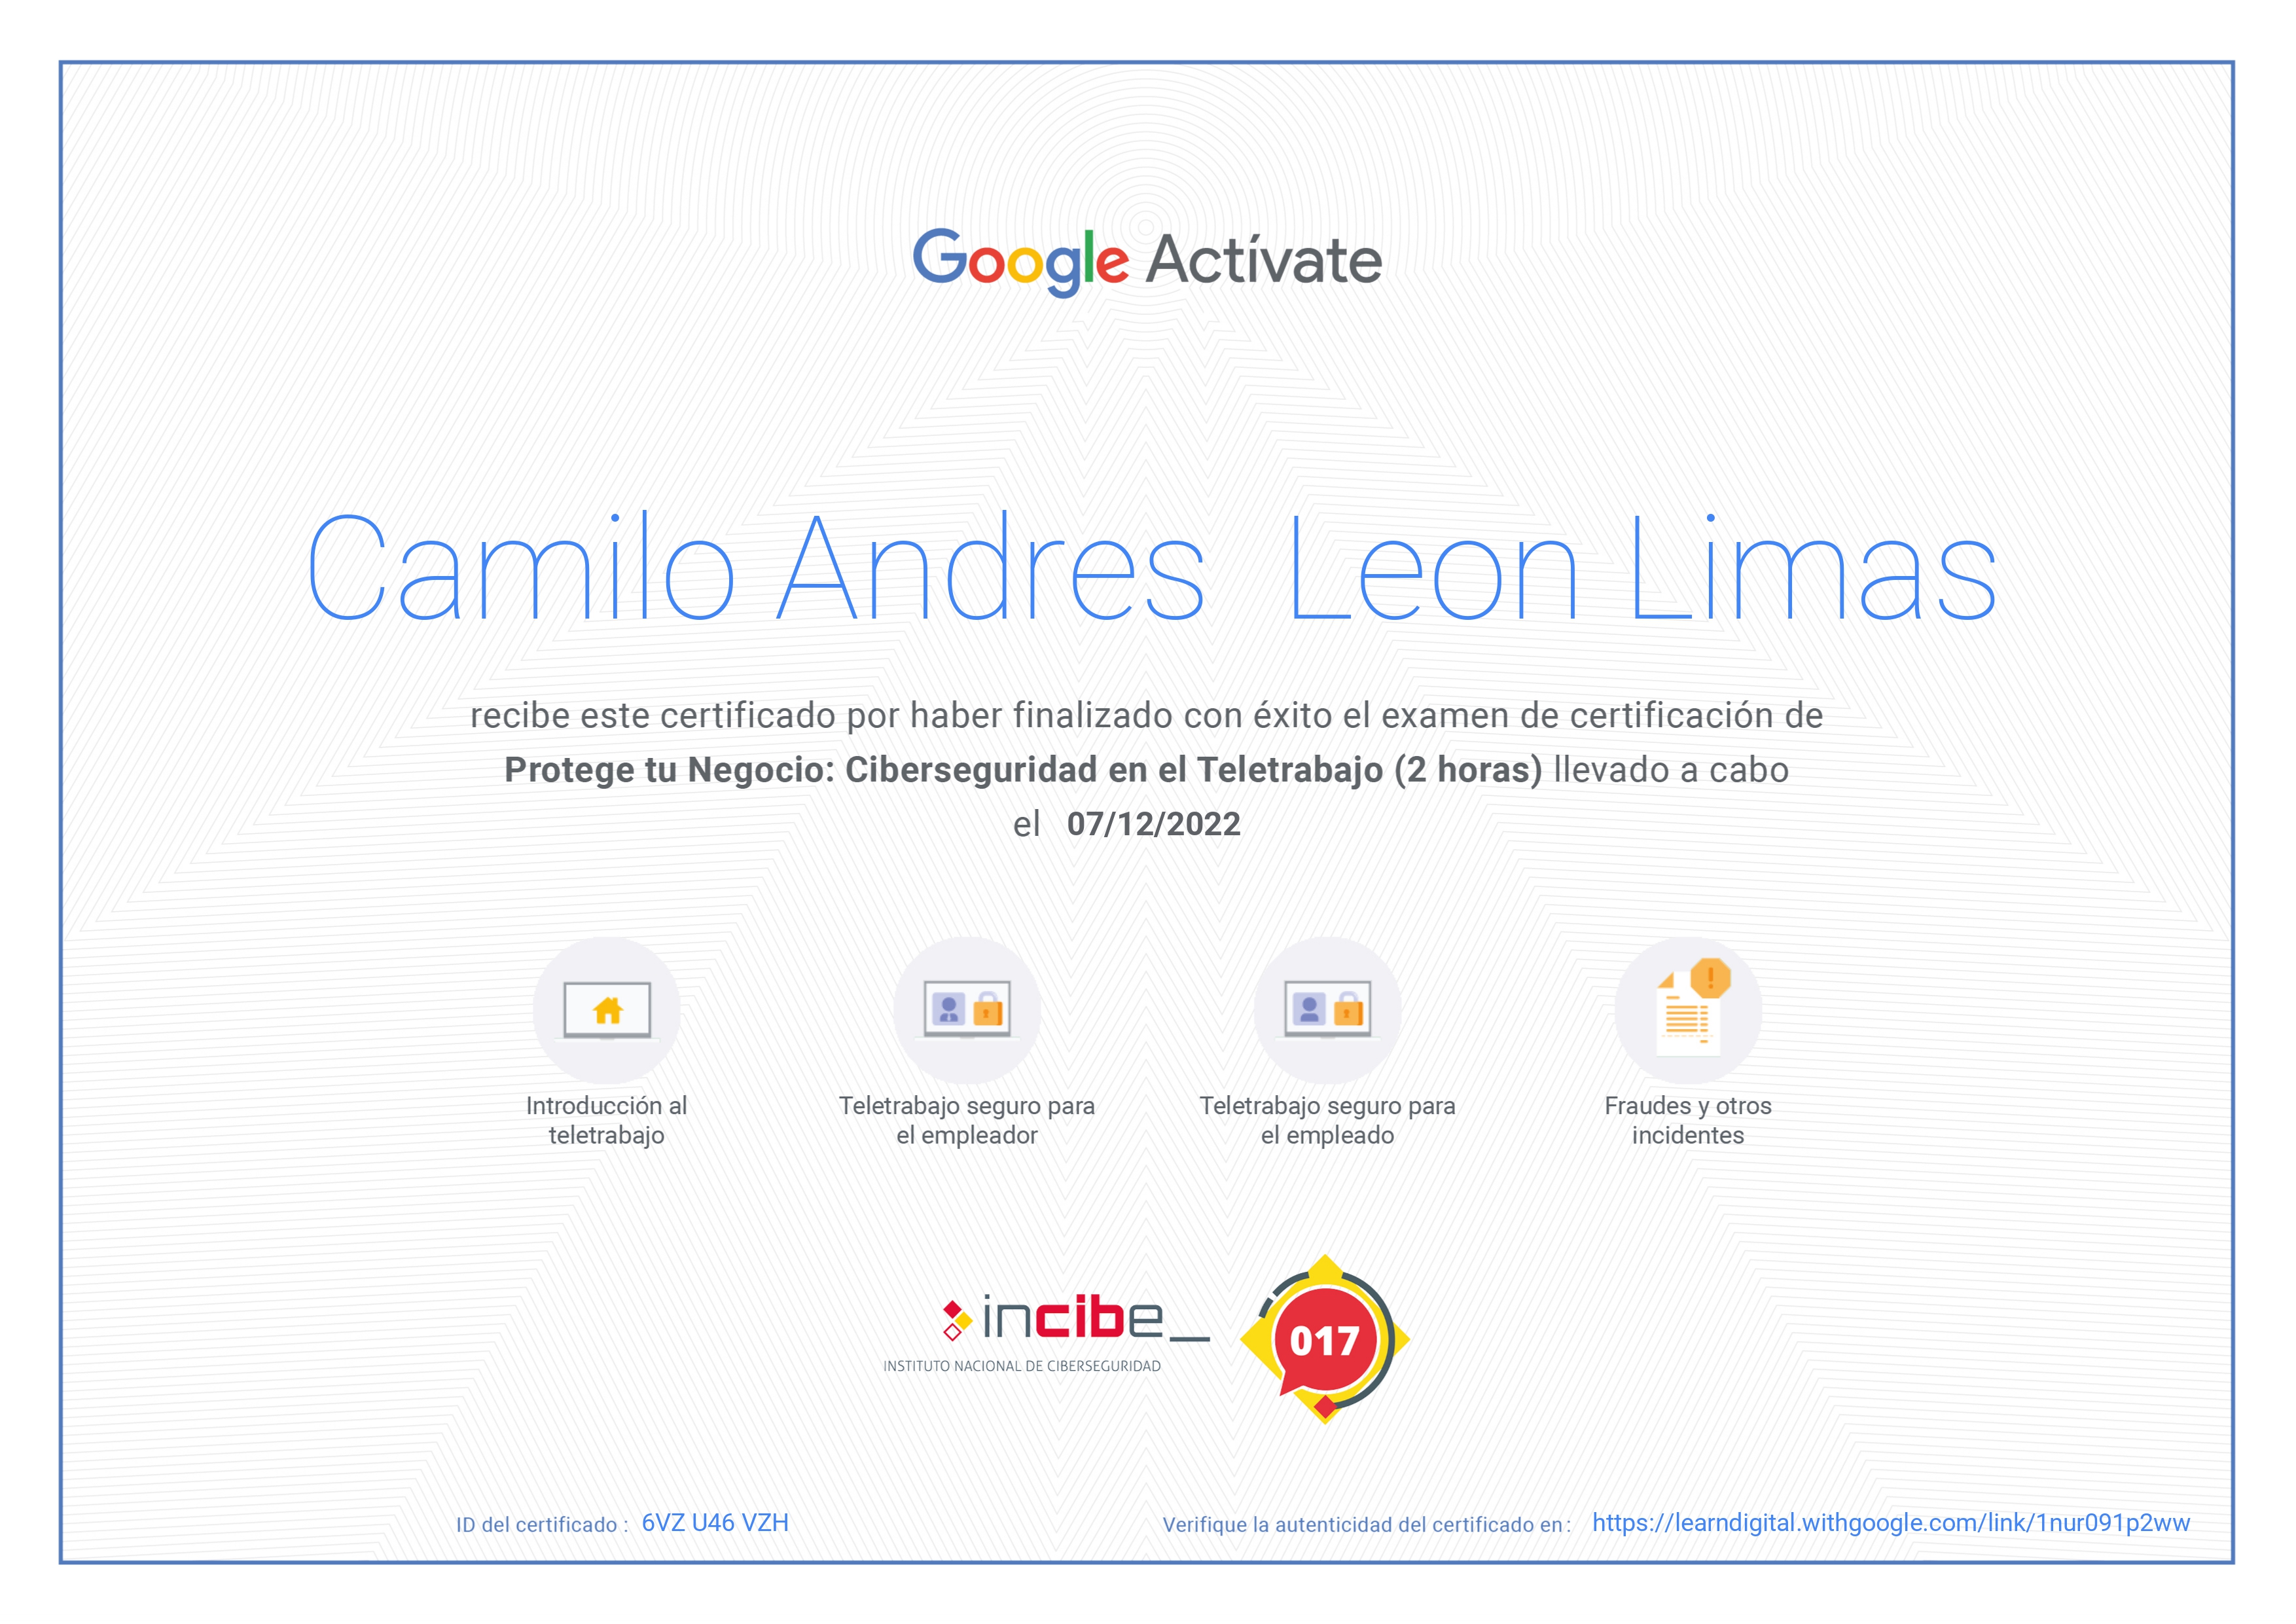 Google Actívate
Camilo Andres Leon Limas
recibe este certificado por haber finalizado con éxito el examen de certificación de
Protege tu Negocio: Ciberseguridad en el Teletrabajo (2 horas) llevado a cabo
el 07/12/2022
Introducción al
teletrabajo
Teletrabajo seguro para
el empleador
Teletrabajo seguro para
el empleado
Fraudes y otros
incidentes
incibe_
INSTITUTO NACIONAL DE CIBERSEGURIDAD
017
ID del certificado : 6VZ U46 VZH
Verifique la autenticidad del certificado en : https://learndigital.withgoogle.com/link/1nur091p2ww